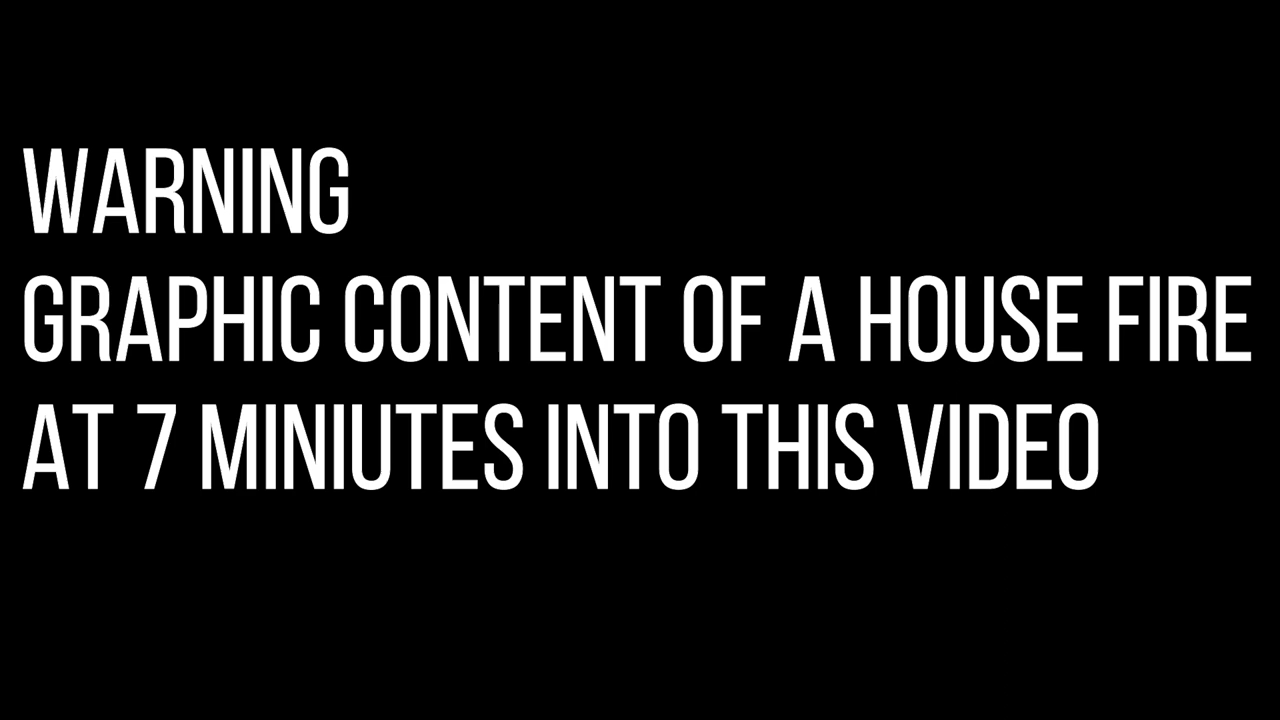 WARNING
GRAPHIC CONTENT OF A HOUSE FIRE
AT 7 MINIUTES INTO THIS VIDEO